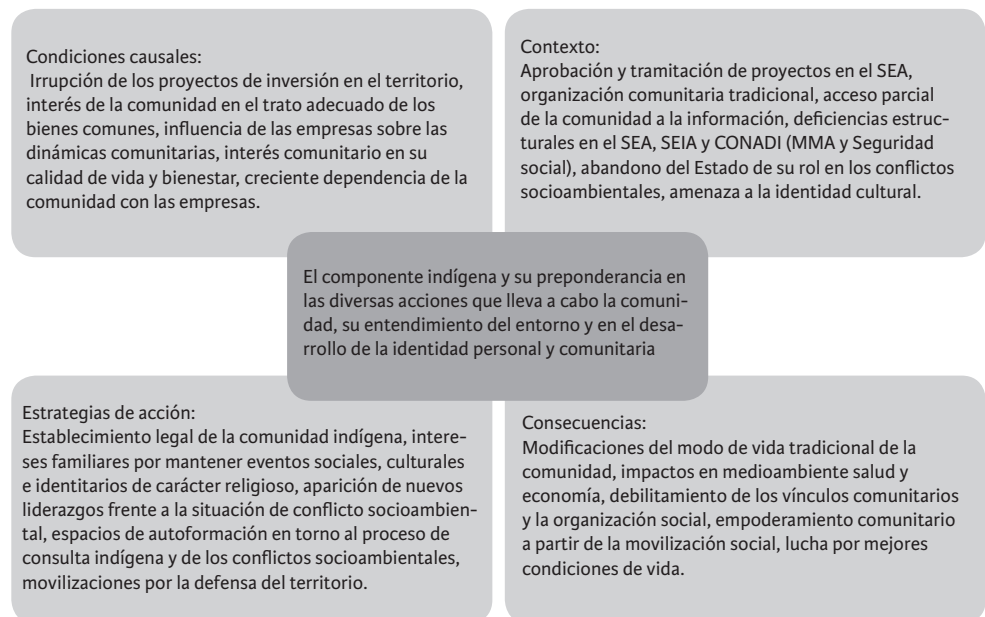 Condiciones causales:
Irrupción de los proyectos de inversión en el territorio,
interés de la comunidad en el trato adecuado de los
bienes comunes, influencia de las empresas sobre las
dinámicas comunitarias, interés comunitario en su
calidad de vida y bienestar, creciente dependencia de la
comunidad con las empresas.
Contexto:
Aprobación y tramitación de proyectos en el SEA,
organización comunitaria tradicional, acceso parcial
de la comunidad a la información, deficiencias estruc-
turales en el SEA, SEIA y CONADI (MMA y Seguridad
social), abandono del Estado de su rol en los conflictos
socioambientales, amenaza a la identidad cultural.
El componente indígena y su preponderancia en
las diversas acciones que lleva a cabo la comuni-
dad, su entendimiento del entorno y en el desa-
rrollo de la identidad personal y comunitaria
Estrategias de acción:
Establecimiento legal de la comunidad indígena, intere-
ses familiares por mantener eventos sociales, culturales
e identitarios de carácter religioso, aparición de nuevos
liderazgos frente a la situación de conflicto socioambien-
tal, espacios de autoformación en torno al proceso de
consulta indígena y de los conflictos socioambientales,
movilizaciones por la defensa del territorio.
Consecuencias:
Modificaciones del modo de vida tradicional de la
comunidad, impactos en medioambiente salud y
economía, debilitamiento de los vínculos comunitarios
y la organización social, empoderamiento comunitario
a partir de la movilización social, lucha por mejores
condiciones de vida.